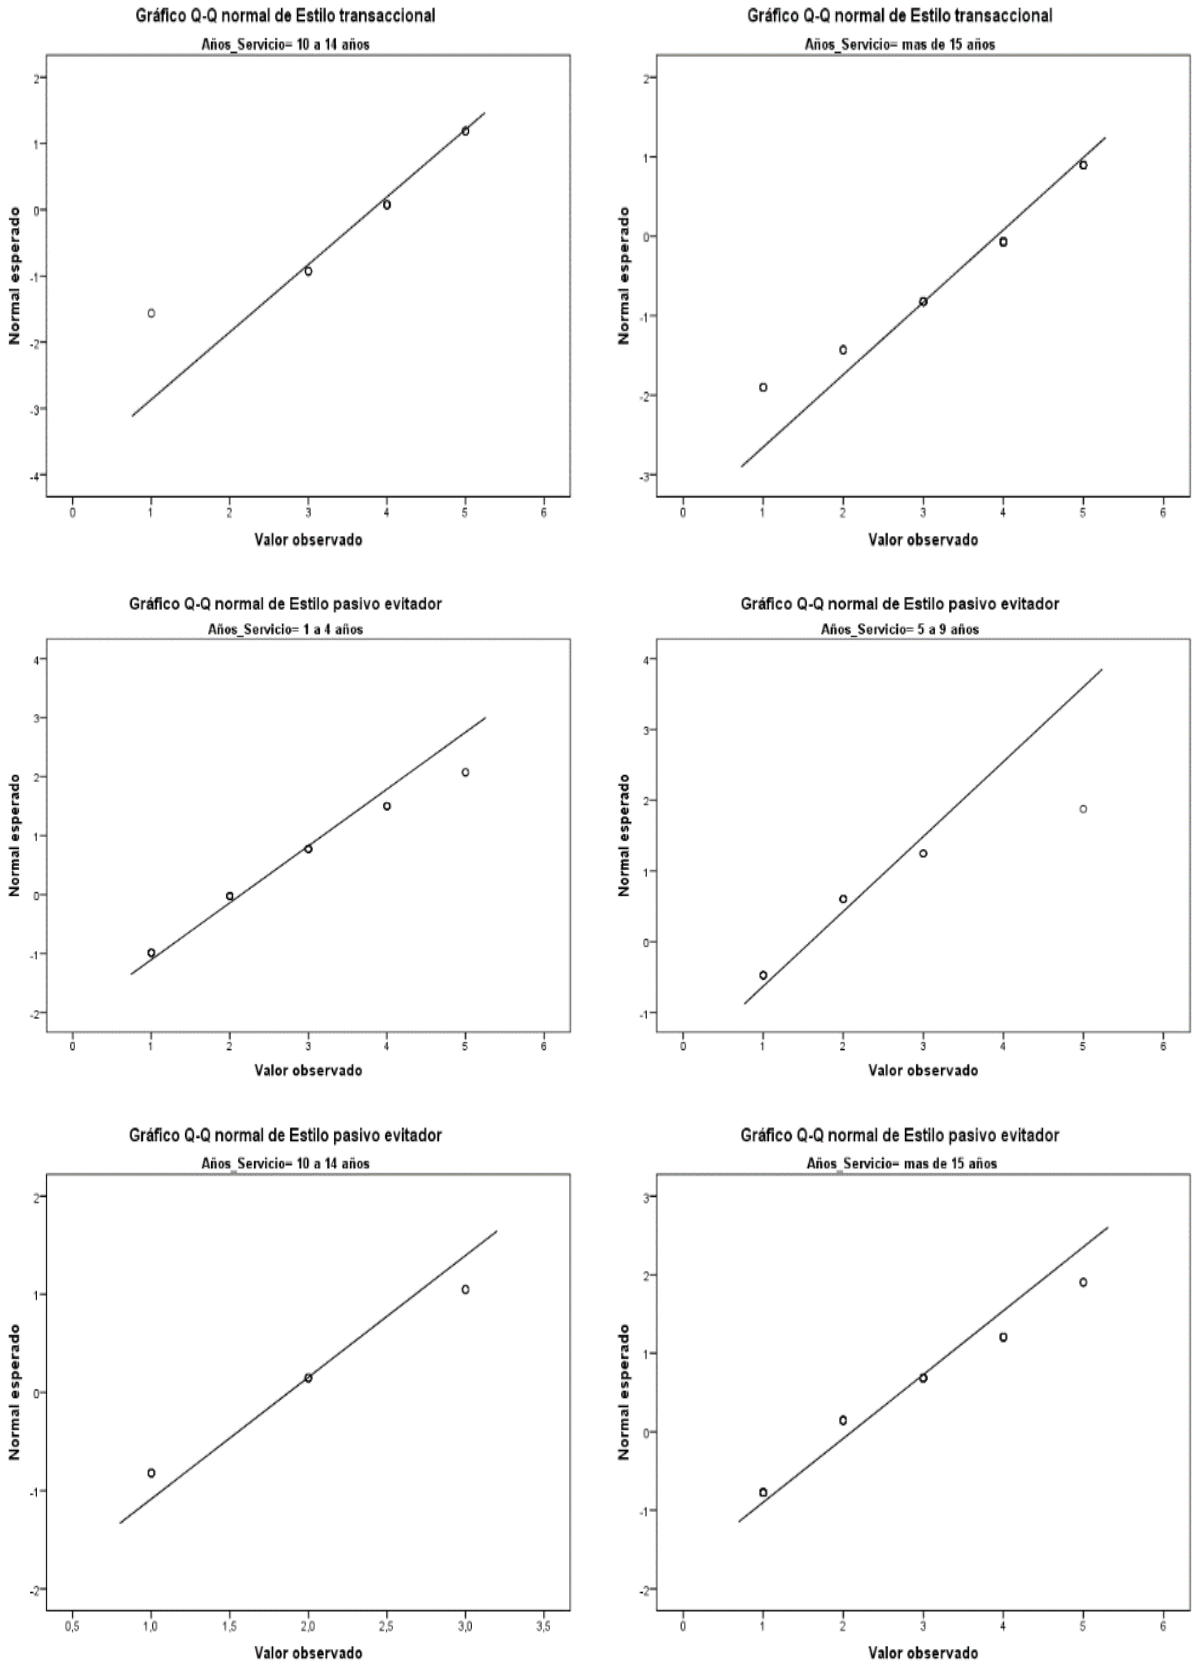 Gráfico Q-Q normal de Estilo transaccional
Años_Servicio= 10 a 14 años
Normal esperado
2
1
0
-1
-2
-3
-4
0 1 2 3 4 5 6
Valor observado
Gráfico Q-Q normal de Estilo transaccional
Años_Servicio= mas de 15 años
Normal esperado
2
1
0
-1
-2
-3
0 1 2 3 4 5 6
Valor observado
Gráfico Q-Q normal de Estilo pasivo evitador
Años_Servicio= 1 a 4 años
Normal esperado
4
3
2
1
0
-1
-2
0 1 2 3 4 5 6
Valor observado
Gráfico Q-Q normal de Estilo pasivo evitador
Años_Servicio= 5 a 9 años
Normal esperado
4
3
2
1
0
-1
0 1 2 3 4 5 6
Valor observado
Gráfico Q-Q normal de Estilo pasivo evitador
Años_Servicio= 10 a 14 años
Normal esperado
2
1
0
-1
-2
0,5 1,0 1,5 2,0 2,5 3,0 3,5
Valor observado
Gráfico Q-Q normal de Estilo pasivo evitador
Años_Servicio= mas de 15 años
Normal esperado
3
2
1
0
-1
-2
0 1 2 3 4 5 6
Valor observado